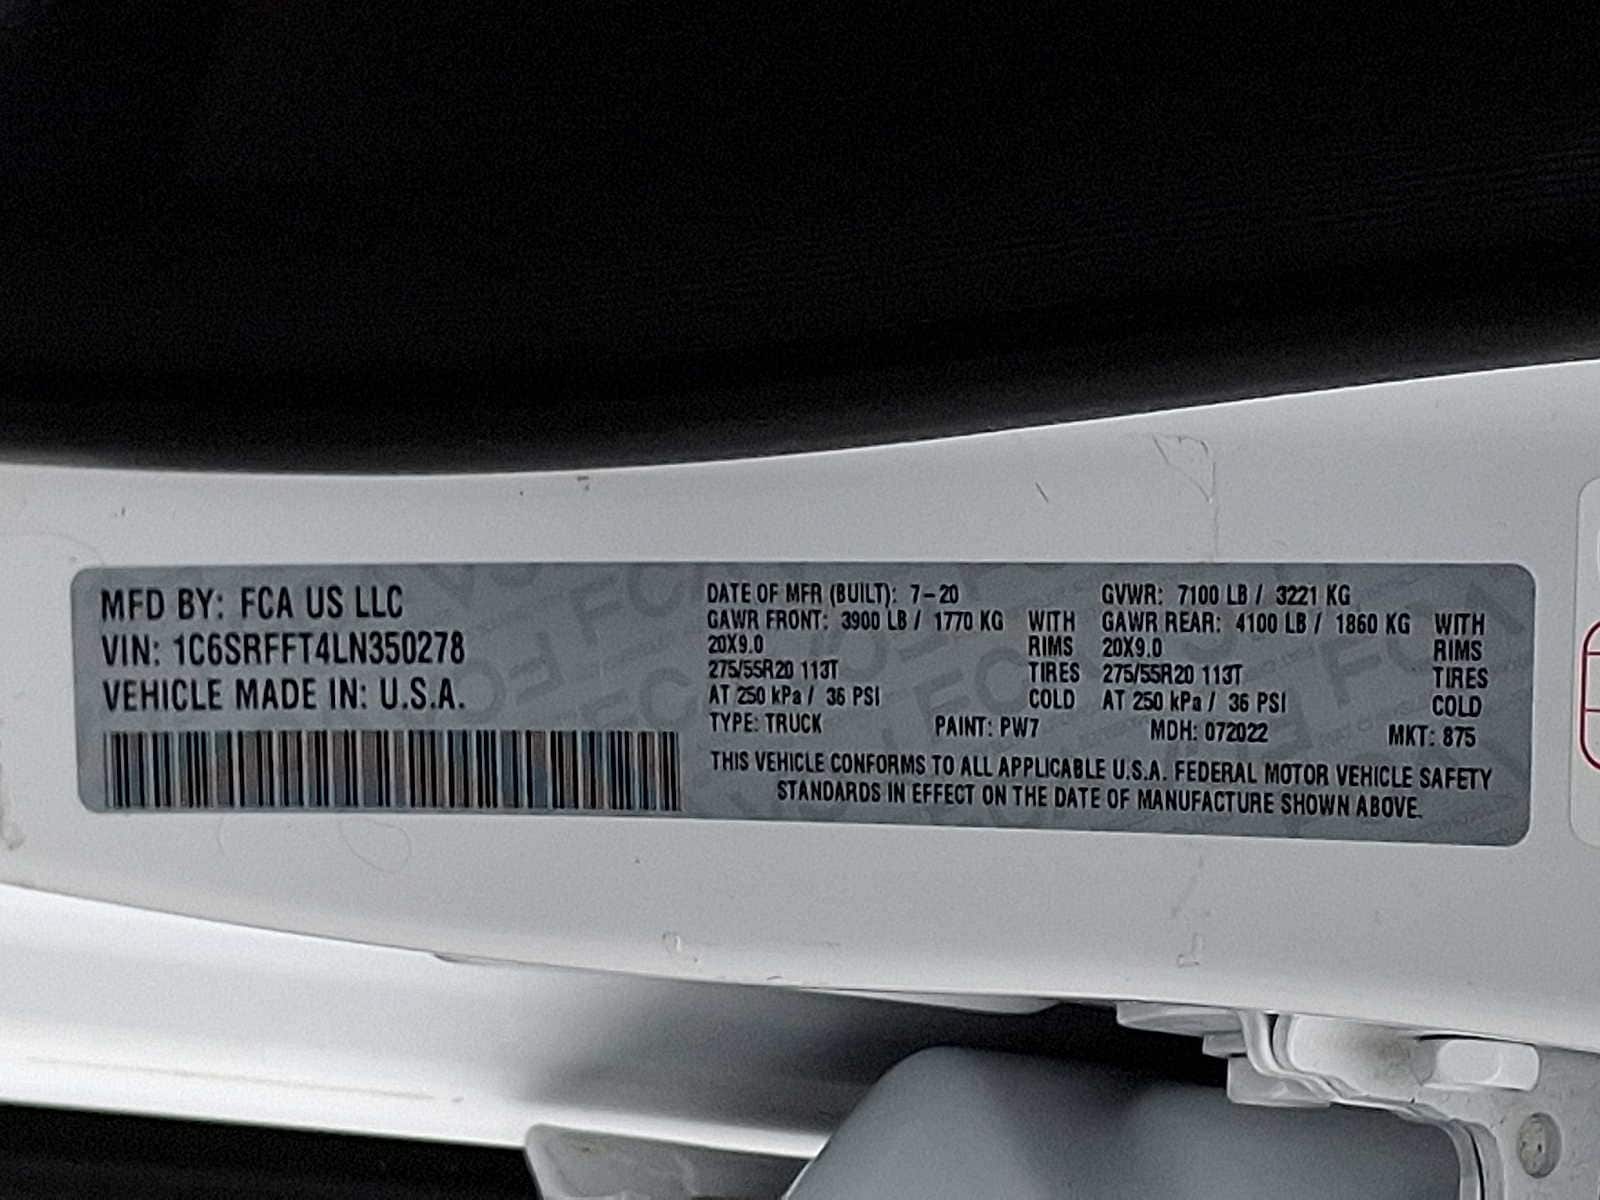 MFD BY: FCA US LLC
VIN: 1C6SRFFT4LN350278
VEHICLE MADE IN: U.S.A.
DATE OF MFR (BUILT): 7-20 GVWR: 7100 LB / 3221 KG
GAWR FRONT: 3900 LB / 1770 KG WITH GAWR REAR: 4100 LB / 1860 KG WITH
20X9.0 RIMS 20X9.0 RIMS
275/55R20 113T TIRES 275/55R20 113T TIRES
AT 250 kPa / 36 PSI COLD AT 250 kPa / 36 PSI COLD
TYPE: TRUCK PAINT: PW7 MDH: 072022 MKT: 875
THIS VEHICLE CONFORMS TO ALL APPLICABLE U.S.A. FEDERAL MOTOR VEHICLE SAFETY
STANDARDS IN EFFECT ON THE DATE OF MANUFACTURE SHOWN ABOVE.